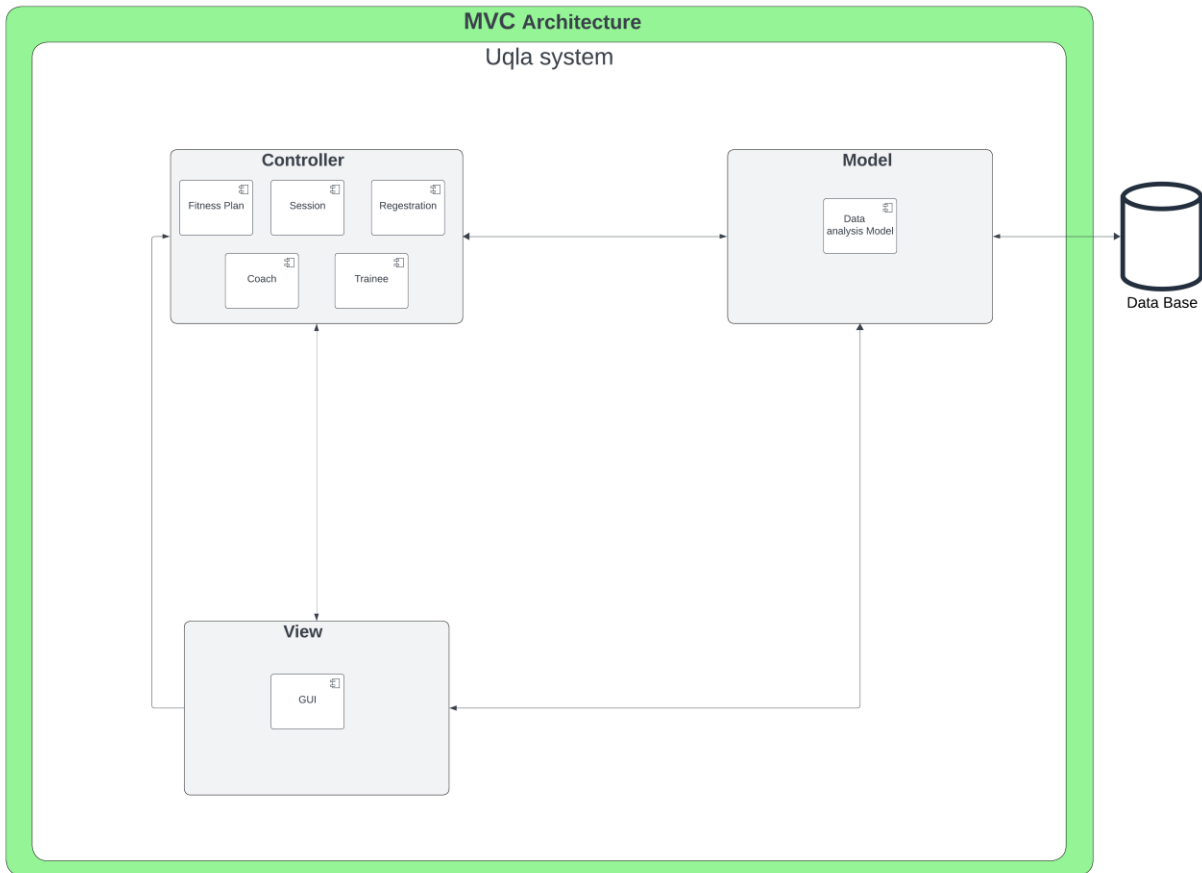 MVC Architecture
Uqla system
Controller
Fitness Plan
Session
Regestration
Coach
Trainee
Model
Data
analysis Model
Data Base
View
GUI